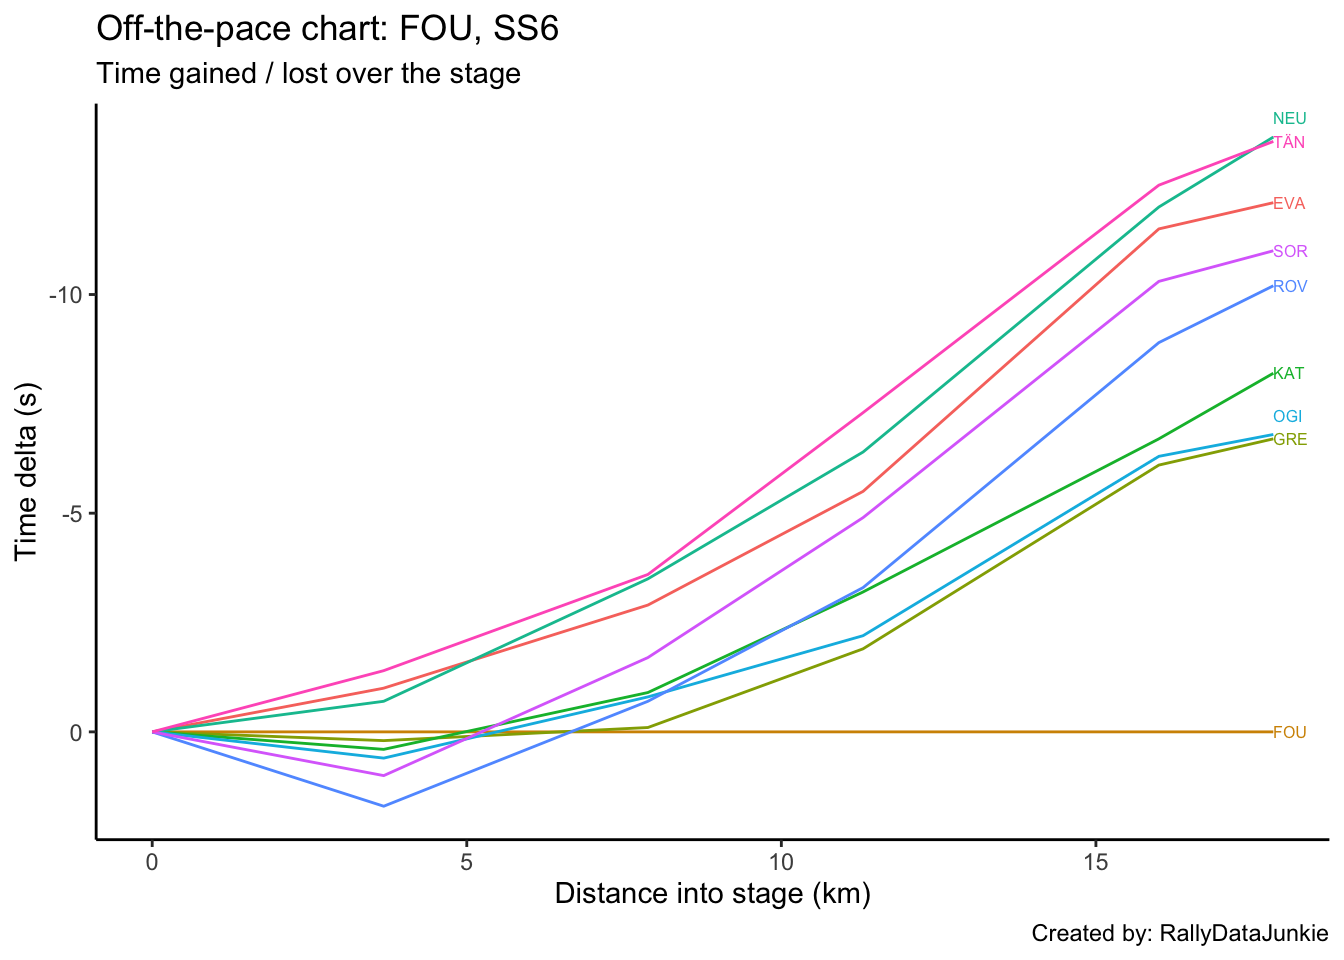 Off-the-pace chart: FOU, SS6
Time gained / lost over the stage
NEU
TÄN
EVA
SOR
-10
ROV
KAT
OGI
GRE
-5
Time delta (s)
0
FOU
0 5 10 15
Distance into stage (km)
Created by: RallyDataJunkie